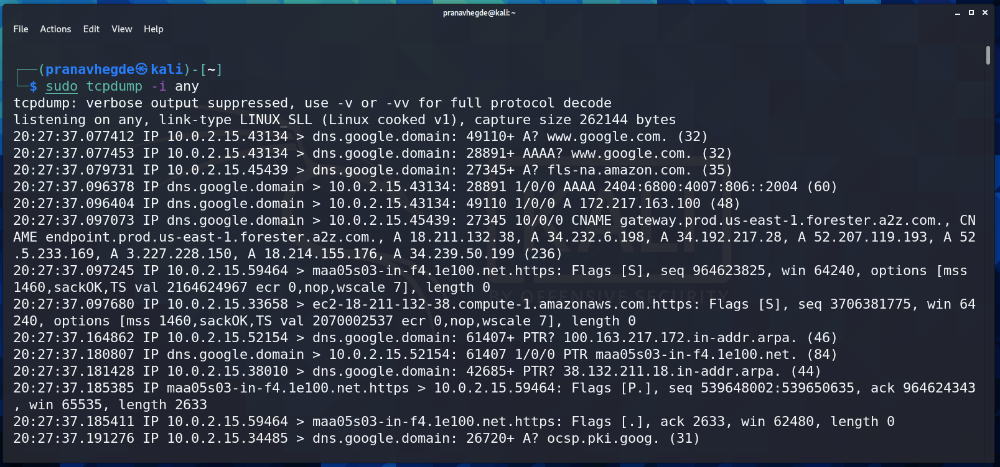 pranavhegde@kali:~
File Actions Edit View Help
┌──(pranavhegde㉿kali)-[~]
└─$ sudo tcpdump -i any
tcpdump: verbose output suppressed, use -v or -vv for full protocol decode
listening on any, link-type LINUX_SLL (Linux cooked v1), capture size 262144 bytes
20:27:37.077412 IP 10.0.2.15.43134 > dns.google.domain: 49110+ A? www.google.com. (32)
20:27:37.077453 IP 10.0.2.15.43134 > dns.google.domain: 28891+ AAAA? www.google.com. (32)
20:27:37.079731 IP 10.0.2.15.45439 > dns.google.domain: 27345+ A? fls-na.amazon.com. (35)
20:27:37.096378 IP dns.google.domain > 10.0.2.15.43134: 28891 1/0/0 AAAA 2404:6800:4007:806::2004 (60)
20:27:37.096404 IP dns.google.domain > 10.0.2.15.43134: 49110 1/0/0 A 172.217.163.100 (48)
20:27:37.097073 IP dns.google.domain > 10.0.2.15.45439: 27345 10/0/0 CNAME gateway.prod.us-east-1.forester.a2z.com., CN
AME endpoint.prod.us-east-1.forester.a2z.com., A 18.211.132.38, A 34.232.6.198, A 34.192.217.28, A 52.207.119.193, A 52
.5.233.169, A 3.227.228.150, A 18.214.155.176, A 34.239.50.199 (236)
20:27:37.097245 IP 10.0.2.15.59464 > maa05s03-in-f4.1e100.net.https: Flags [S], seq 964623825, win 64240, options [mss
1460,sackOK,TS val 2164624967 ecr 0,nop,wscale 7], length 0
20:27:37.097680 IP 10.0.2.15.33658 > ec2-18-211-132-38.compute-1.amazonaws.com.https: Flags [S], seq 3706381775, win 64
240, options [mss 1460,sackOK,TS val 2070002537 ecr 0,nop,wscale 7], length 0
20:27:37.164862 IP 10.0.2.15.52154 > dns.google.domain: 61407+ PTR? 100.163.217.172.in-addr.arpa. (46)
20:27:37.180807 IP dns.google.domain > 10.0.2.15.52154: 61407 1/0/0 PTR maa05s03-in-f4.1e100.net. (84)
20:27:37.181428 IP 10.0.2.15.38010 > dns.google.domain: 42685+ PTR? 38.132.211.18.in-addr.arpa. (44)
20:27:37.185385 IP maa05s03-in-f4.1e100.net.https > 10.0.2.15.59464: Flags [P.], seq 539648002:539650635, ack 964624343
, win 65535, length 2633
20:27:37.185411 IP 10.0.2.15.59464 > maa05s03-in-f4.1e100.net.https: Flags [.], ack 2633, win 62480, length 0
20:27:37.191276 IP 10.0.2.15.34485 > dns.google.domain: 26720+ A? ocsp.pki.goog. (31)
KALI
BY OFFENSIVE SECURITY